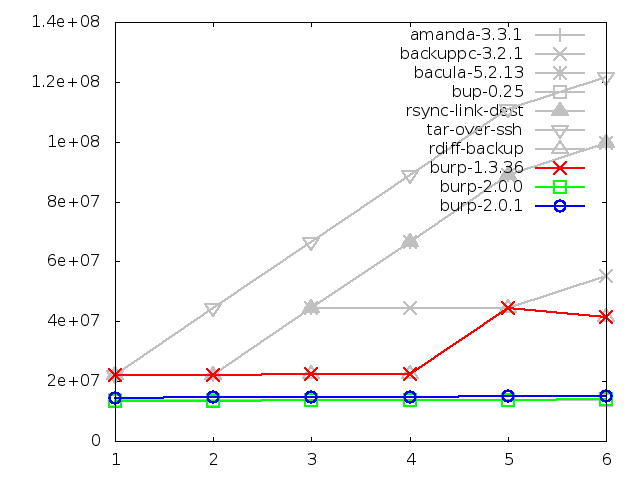 1.4e+08
1.2e+08
1e+08
8e+07
6e+07
4e+07
2e+07
0
1 2 3 4 5 6
amanda-3.3.1
backuppc-3.2.1
bacula-5.2.13
bup-0.25
rsync-link-dest
tar-over-ssh
rdiff-backup
burp-1.3.36
burp-2.0.0
burp-2.0.1